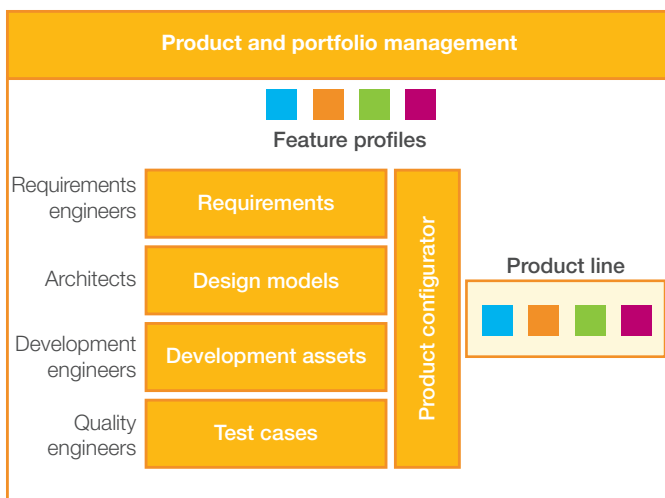 Product and portfolio management
Feature profiles
Requirements
engineers
Requirements
Architects
Design models
Development
engineers
Development assets
Quality
engineers
Test cases
Product configurator
Product line